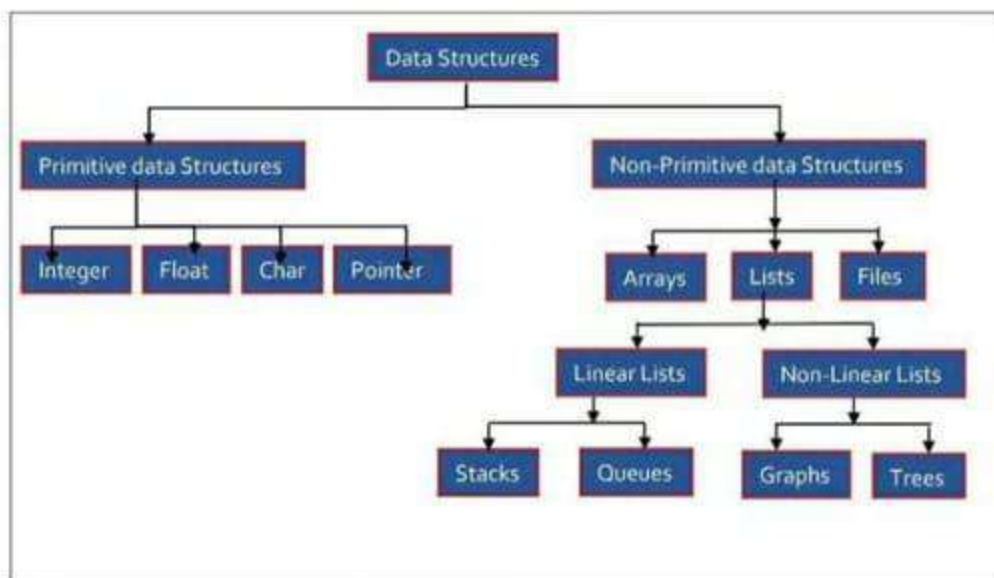 Data Structures
Primitive data Structures
Non-Primitive data Structures
Integer
Float
Char
Pointer
Arrays
Lists
Files
Linear Lists
Non-Linear Lists
Stacks
Queues
Graphs
Trees